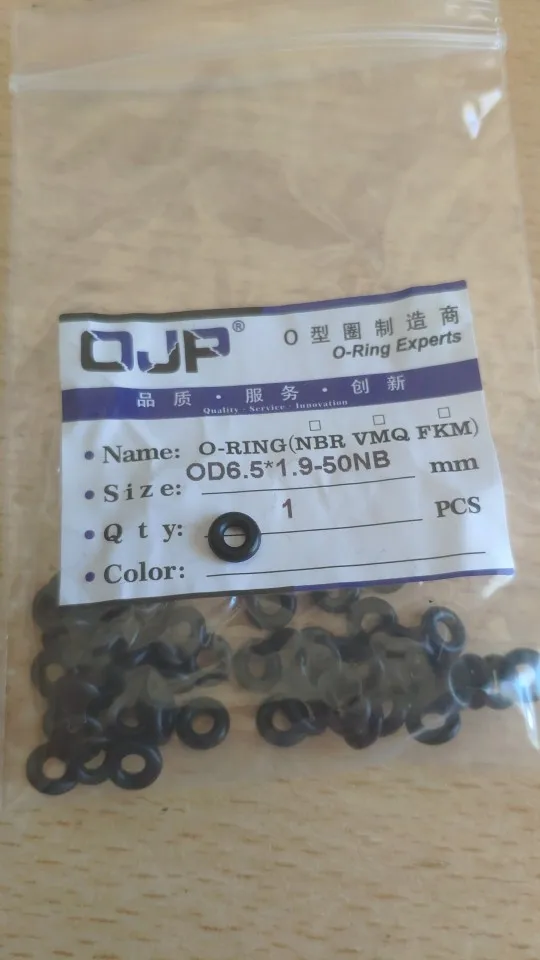 OJP®
O型圈制造商
O-Ring Experts
品质·服务·创新
Quality · Service · Innovation
• Name: O-RING(□NBR □VMQ □FKM)
• Size: OD6.5*1.9-50NB mm
• Qty: 1 PCS
• Color: